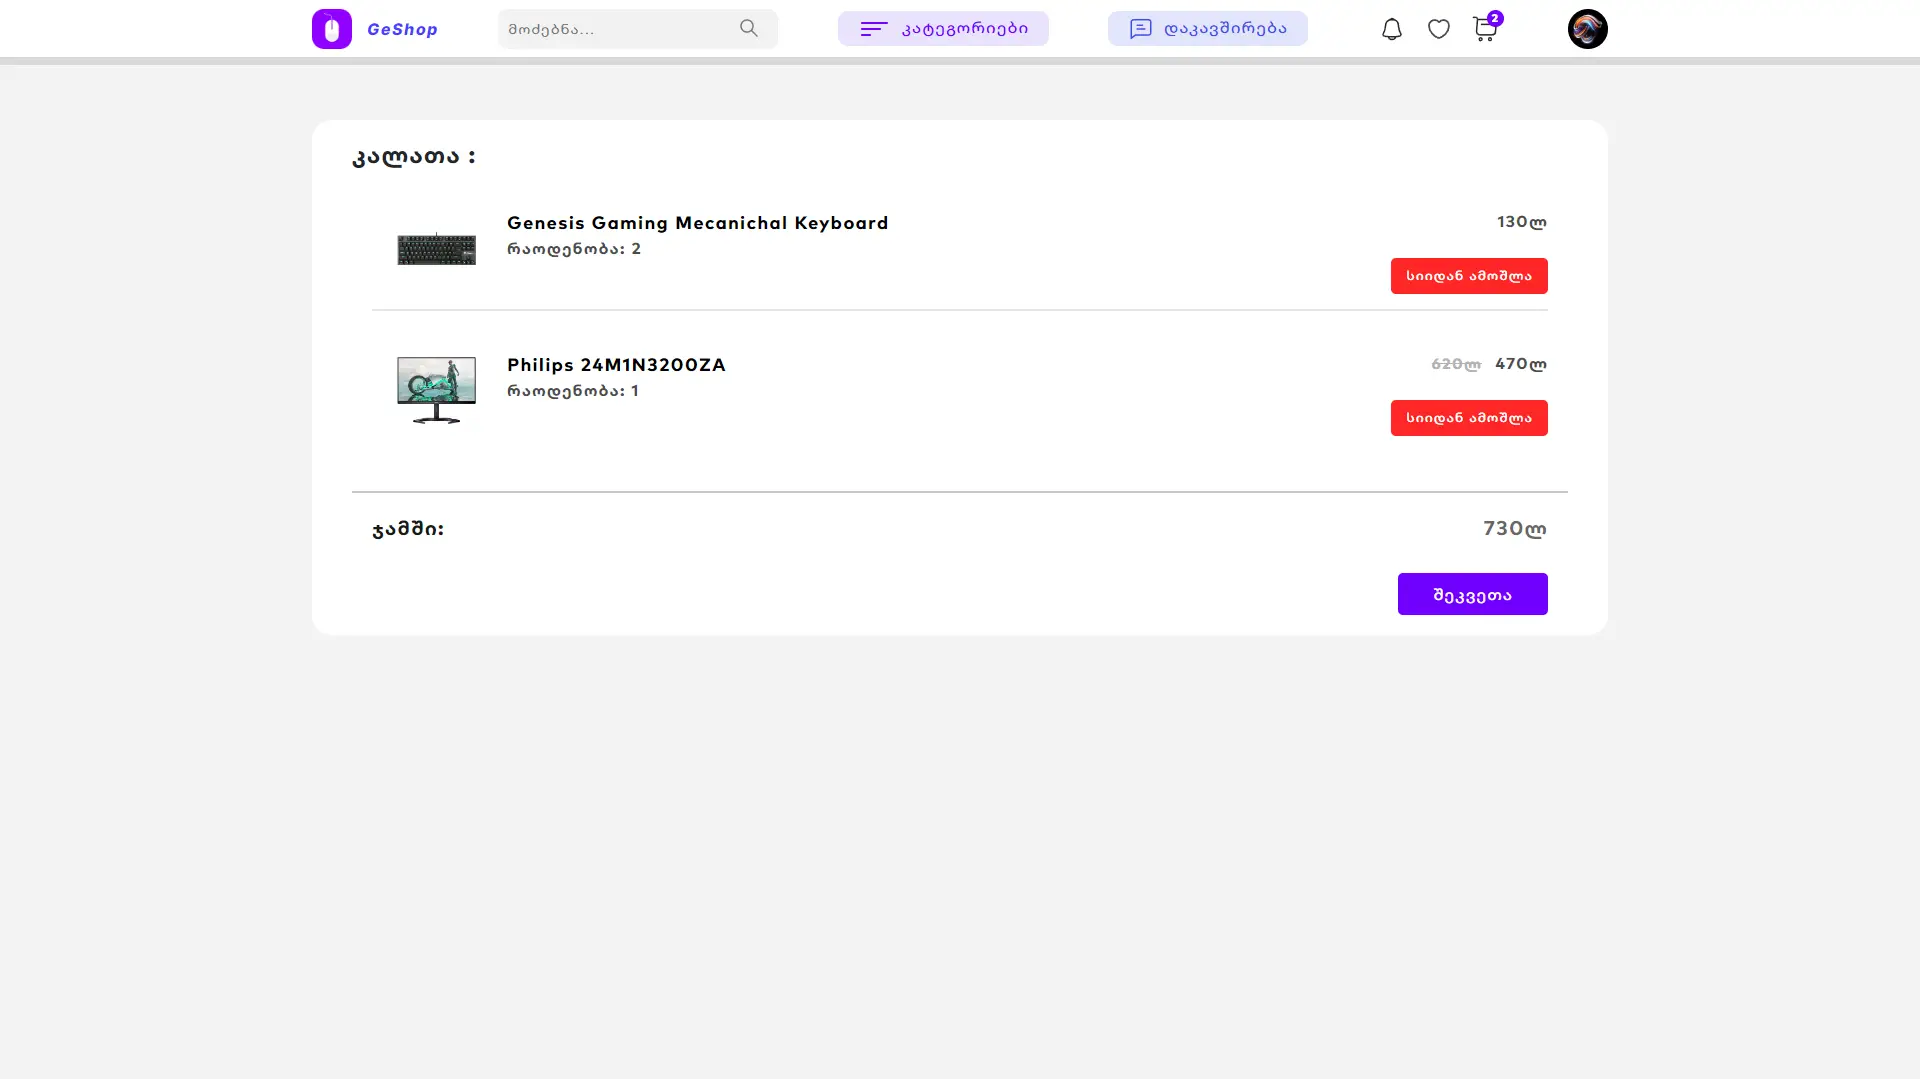 GeShop
მოძებნა...
კატეგორიები
დაკავშირება
2
კალათა :
Genesis Gaming Mecanichal Keyboard
130ლ
რაოდენობა: 2
სიიდან ამოშლა
Philips 24M1N3200ZA
620ლ 470ლ
რაოდენობა: 1
სიიდან ამოშლა
ჯამში:
730ლ
შეკვეთა